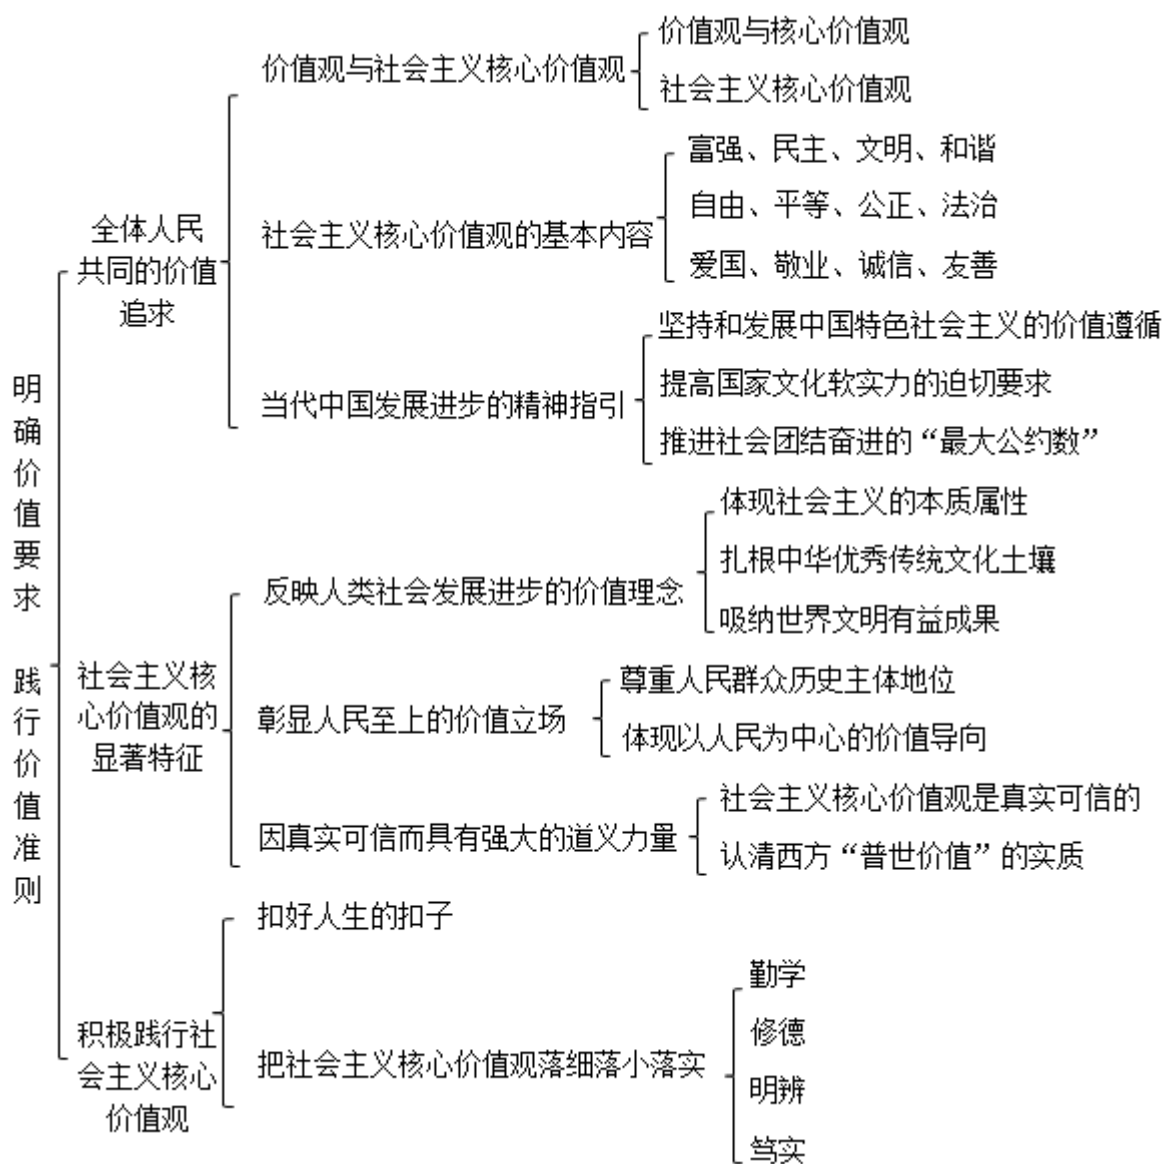 明确价值要求 践行价值准则
全体人民
共同的价值
追求
价值观与社会主义核心价值观
价值观与核心价值观
社会主义核心价值观
社会主义核心价值观的基本内容
富强、民主、文明、和谐
自由、平等、公正、法治
爱国、敬业、诚信、友善
当代中国发展进步的精神指引
坚持和发展中国特色社会主义的价值遵循
提高国家文化软实力的迫切要求
推进社会团结奋进的“最大公约数”
社会主义核
心价值观的
显著特征
反映人类社会发展进步的价值理念
体现社会主义的本质属性
扎根中华优秀传统文化土壤
吸纳世界文明有益成果
彰显人民至上的价值立场
尊重人民群众历史主体地位
体现以人民为中心的价值导向
因真实可信而具有强大的道义力量
社会主义核心价值观是真实可信的
认清西方“普世价值”的实质
积极践行社
会主义核心
价值观
扣好人生的扣子
把社会主义核心价值观落细落小落实
勤学
修德
明辨
笃实